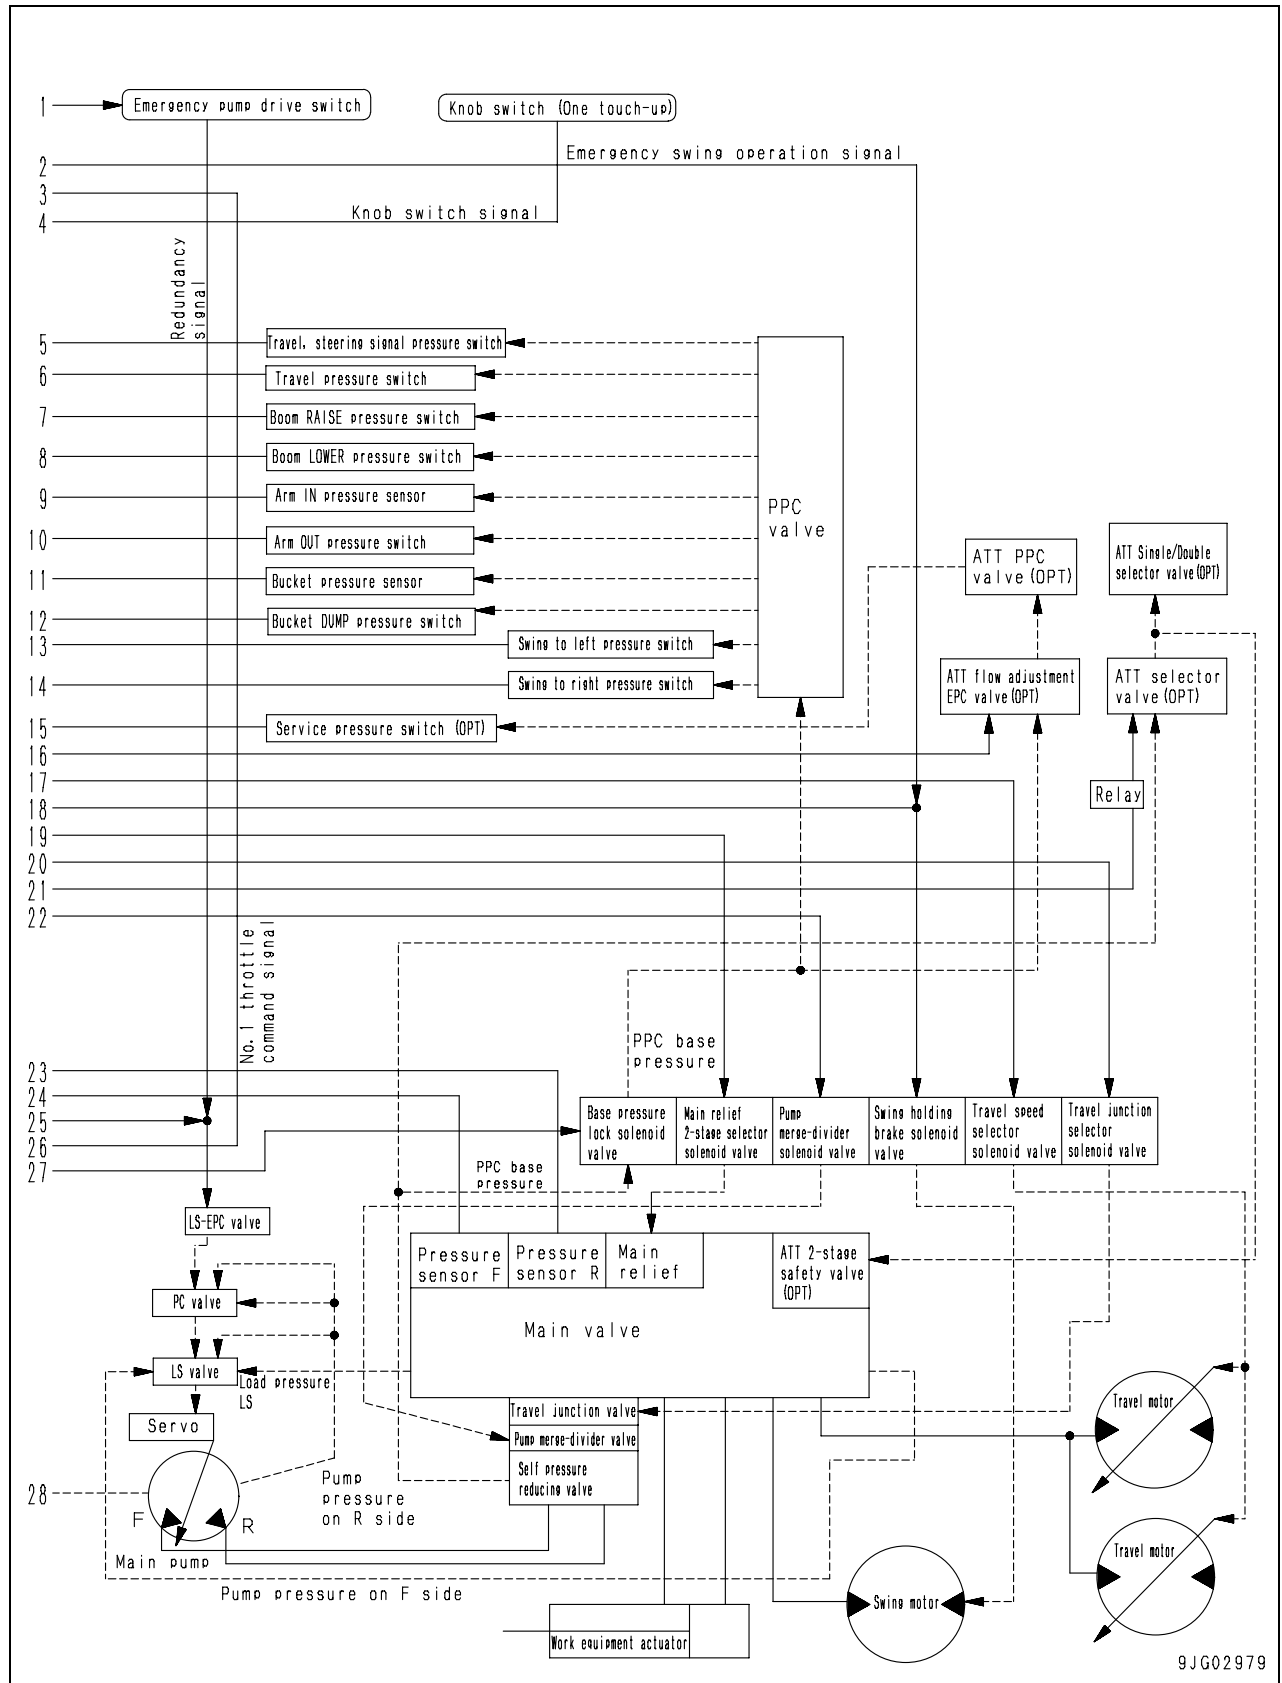 1
Emergency pump drive switch
Knob switch (One touch-up)
Emergency swing operation signal
2
3
Knob switch signal
4
Redundancy
signal
5
Travel, steering signal pressure switch
6
Travel pressure switch
7
Boom RAISE pressure switch
8
Boom LOWER pressure switch
9
Arm IN pressure sensor
PPC
valve
10
Arm OUT pressure switch
ATT PPC
valve(OPT)
ATT Single/Double
selector valve(OPT)
11
Bucket pressure sensor
12
Bucket DUMP pressure switch
13
Swing to left pressure switch
14
Swing to right pressure switch
ATT flow adjustment
EPC valve(OPT)
ATT selector
valve(OPT)
15
Service pressure switch (OPT)
16
17
Relay
18
19
20
21
22
No.1 throttle
command signal
PPC base
pressure
23
24
25
26
27
Base pressure
lock solenoid
valve
Main relief
2-stage selector
solenoid valve
Pump
merge-divider
solenoid valve
Swing holding
brake solenoid
valve
Travel speed
selector
solenoid valve
Travel junction
selector
solenoid valve
PPC base
pressure
LS-EPC valve
Pressure
sensor F
Pressure
sensor R
Main
relief
ATT 2-stage
safety valve
(OPT)
PC valve
Main valve
LS valve
Load pressure
LS
Servo
Travel junction valve
Pump merge-divider valve
Self pressure
reducing valve
Travel motor
28
Pump
pressure
on R side
F
R
Main pump
Pump pressure on F side
Travel motor
Swing motor
Work equipment actuator
9JG02979